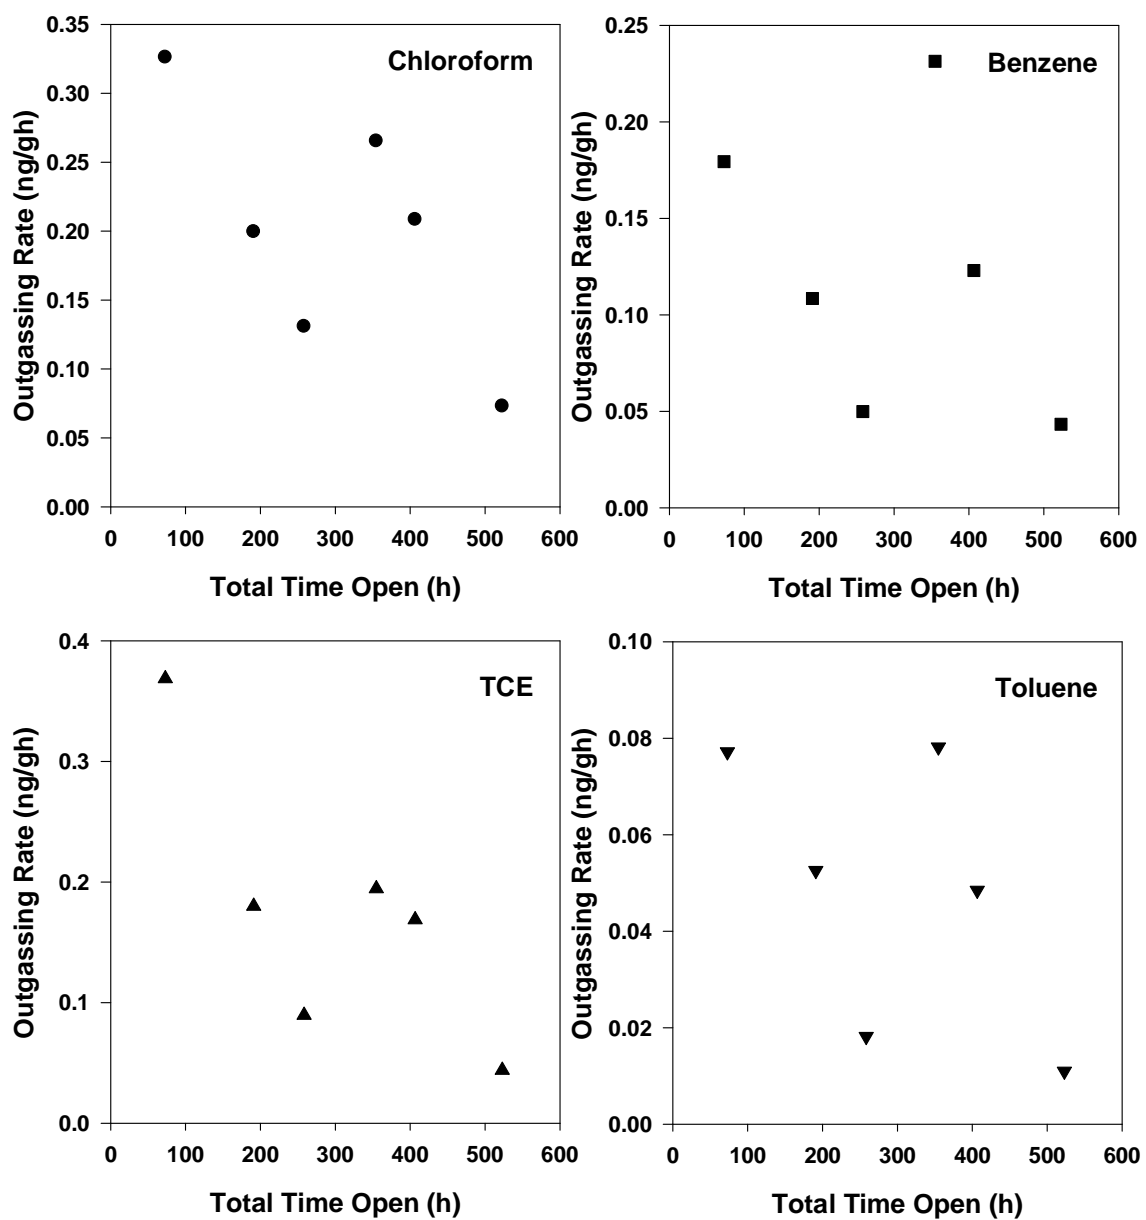 Chloroform
Outgassing Rate (ng/gh)
0.35
0.30
0.25
0.20
0.15
0.10
0.05
0.00
0 100 200 300 400 500 600
Total Time Open (h)
Benzene
Outgassing Rate (ng/gh)
0.25
0.20
0.15
0.10
0.05
0.00
0 100 200 300 400 500 600
Total Time Open (h)
TCE
Outgassing Rate (ng/gh)
0.4
0.3
0.2
0.1
0.0
0 100 200 300 400 500 600
Total Time Open (h)
Toluene
Outgassing Rate (ng/gh)
0.10
0.08
0.06
0.04
0.02
0.00
0 100 200 300 400 500 600
Total Time Open (h)